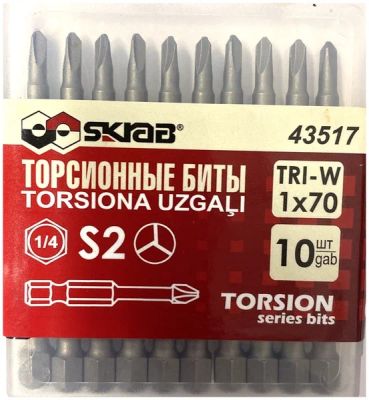 SKRAB®
43517
ТОРСИОННЫЕ БИТЫ
TORSIONA UZGAĻI
TRI-W
1x70
1/4
S2
10 шт
gab
TORSION
series bits